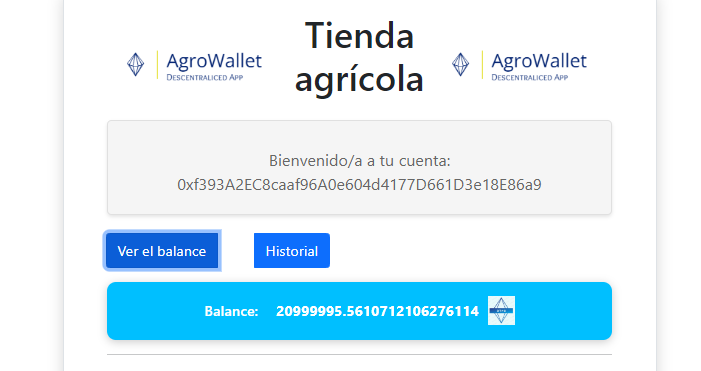 Tienda
agrícola
AgroWallet
Descentraliced App
AgroWallet
Descentraliced App
Bienvenido/a a tu cuenta:
0xf393A2EC8caaf96A0e604d4177D661D3e18E86a9
Ver el balance
Historial
Balance: 20999995.5610712106276114